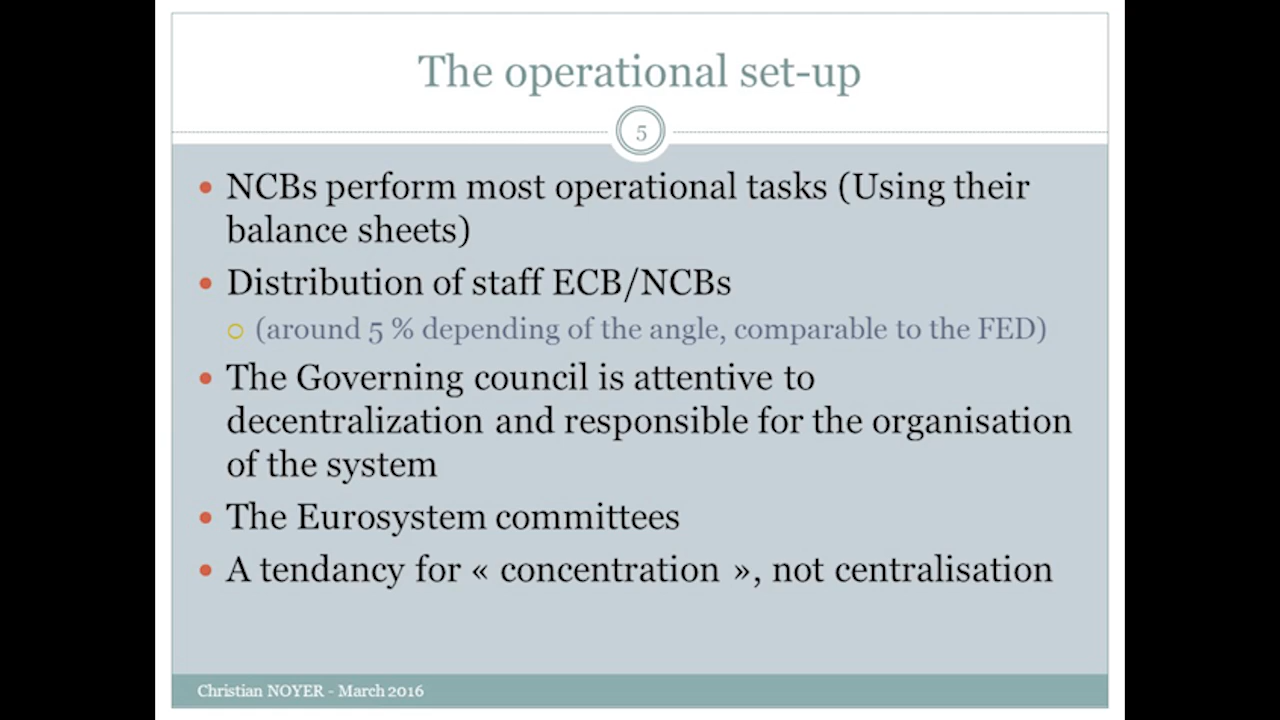 The operational set-up
5
NCBs perform most operational tasks (Using their
balance sheets)
Distribution of staff ECB/NCBs
(around 5 % depending of the angle, comparable to the FED)
The Governing council is attentive to
decentralization and responsible for the organisation
of the system
The Eurosystem committees
A tendancy for « concentration », not centralisation
Christian NOYER - March 2016